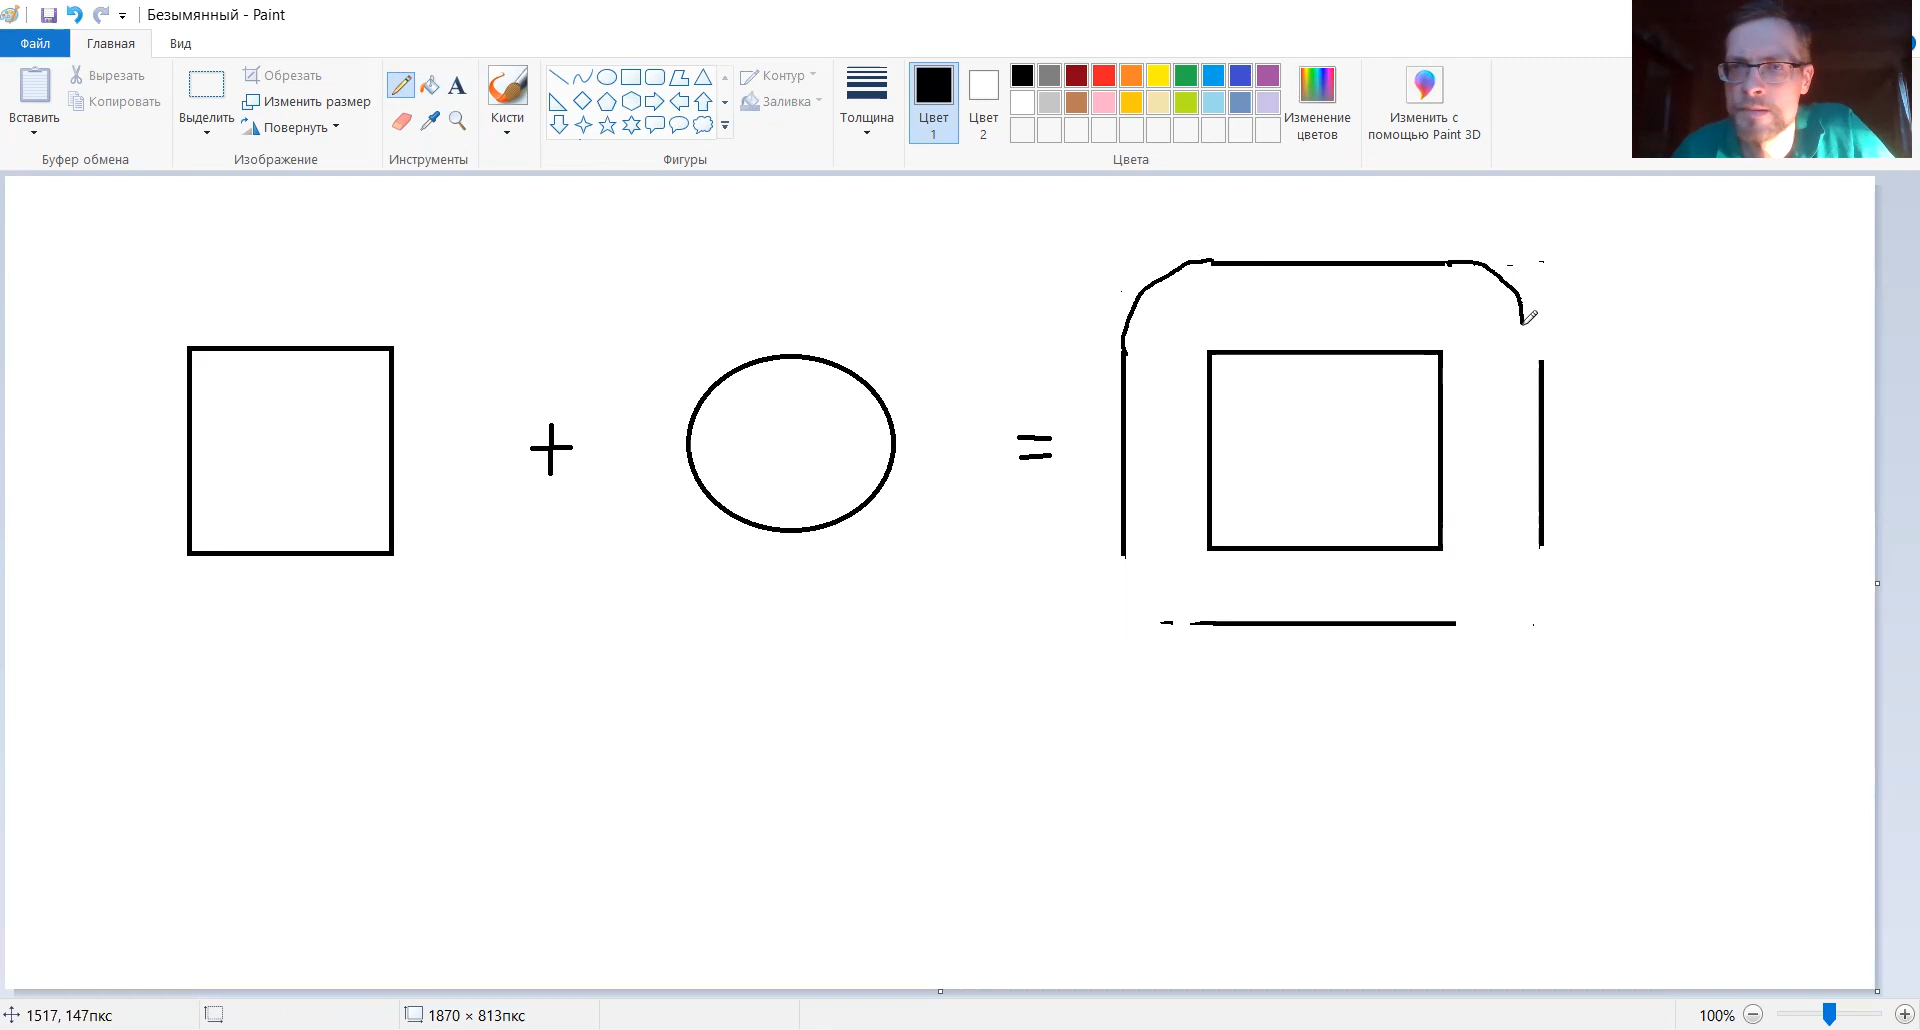 Безымянный - Paint
Файл Главная Вид
Вставить
Вырезать
Копировать
Буфер обмена
Выделить
Обрезать
Изменить размер
Повернуть
Изображение
A
Инструменты
Кисти
Контур
Заливка
Фигуры
Толщина
Цвет 1
Цвет 2
Изменение цветов
Цвета
Изменить с помощью Paint 3D
+ =
1517, 147пкс 1870 × 813пкс 100%